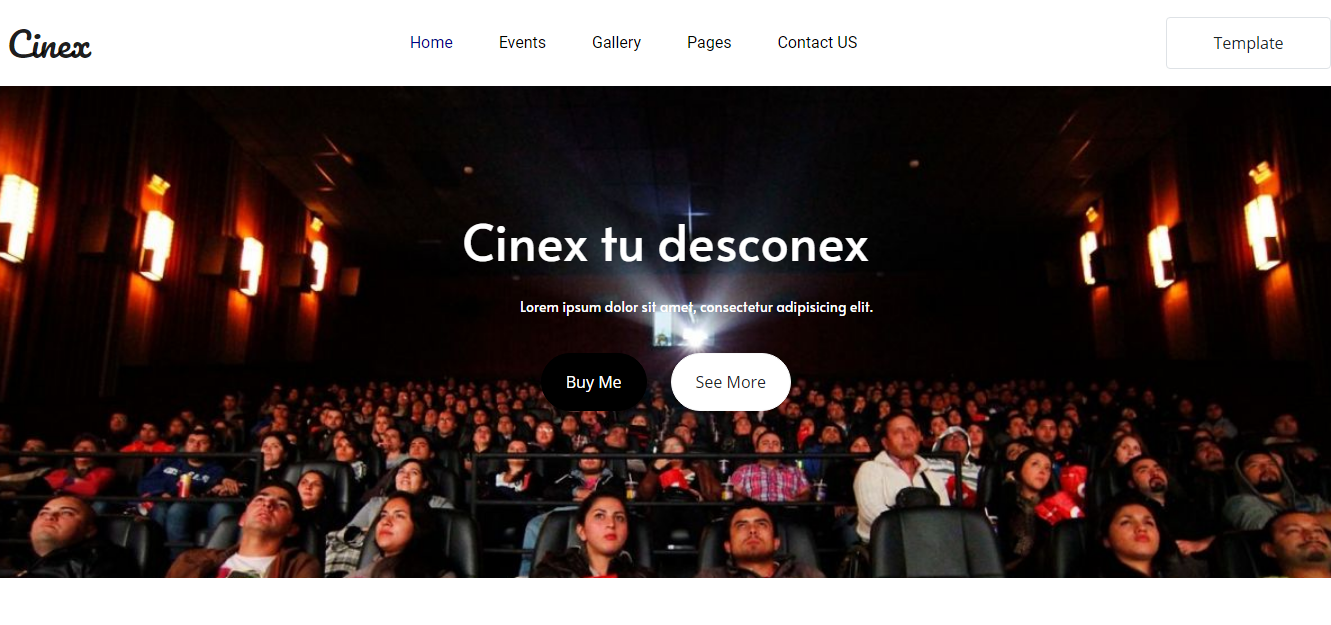 Cinex
Home
Events
Gallery
Pages
Contact US
Template
Cinex tu desconex
Lorem ipsum dolor sit amet, consectetur adipisicing elit.
Buy Me
See More